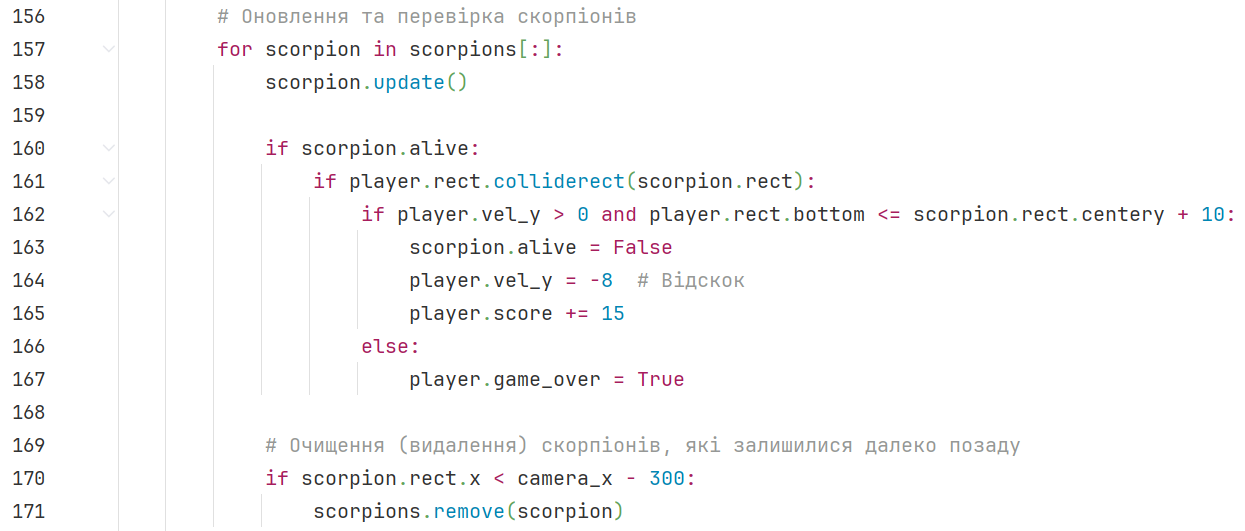 156 # Оновлення та перевірка скорпіонів
157 for scorpion in scorpions[:]:
158 scorpion.update()
159
160 if scorpion.alive:
161 if player.rect.colliderect(scorpion.rect):
162 if player.vel_y > 0 and player.rect.bottom <= scorpion.rect.centery + 10:
163 scorpion.alive = False
164 player.vel_y = -8  # Відскок
165 player.score += 15
166 else:
167 player.game_over = True
168
169 # Очищення (видалення) скорпіонів, які залишилися далеко позаду
170 if scorpion.rect.x < camera_x - 300:
171 scorpions.remove(scorpion)